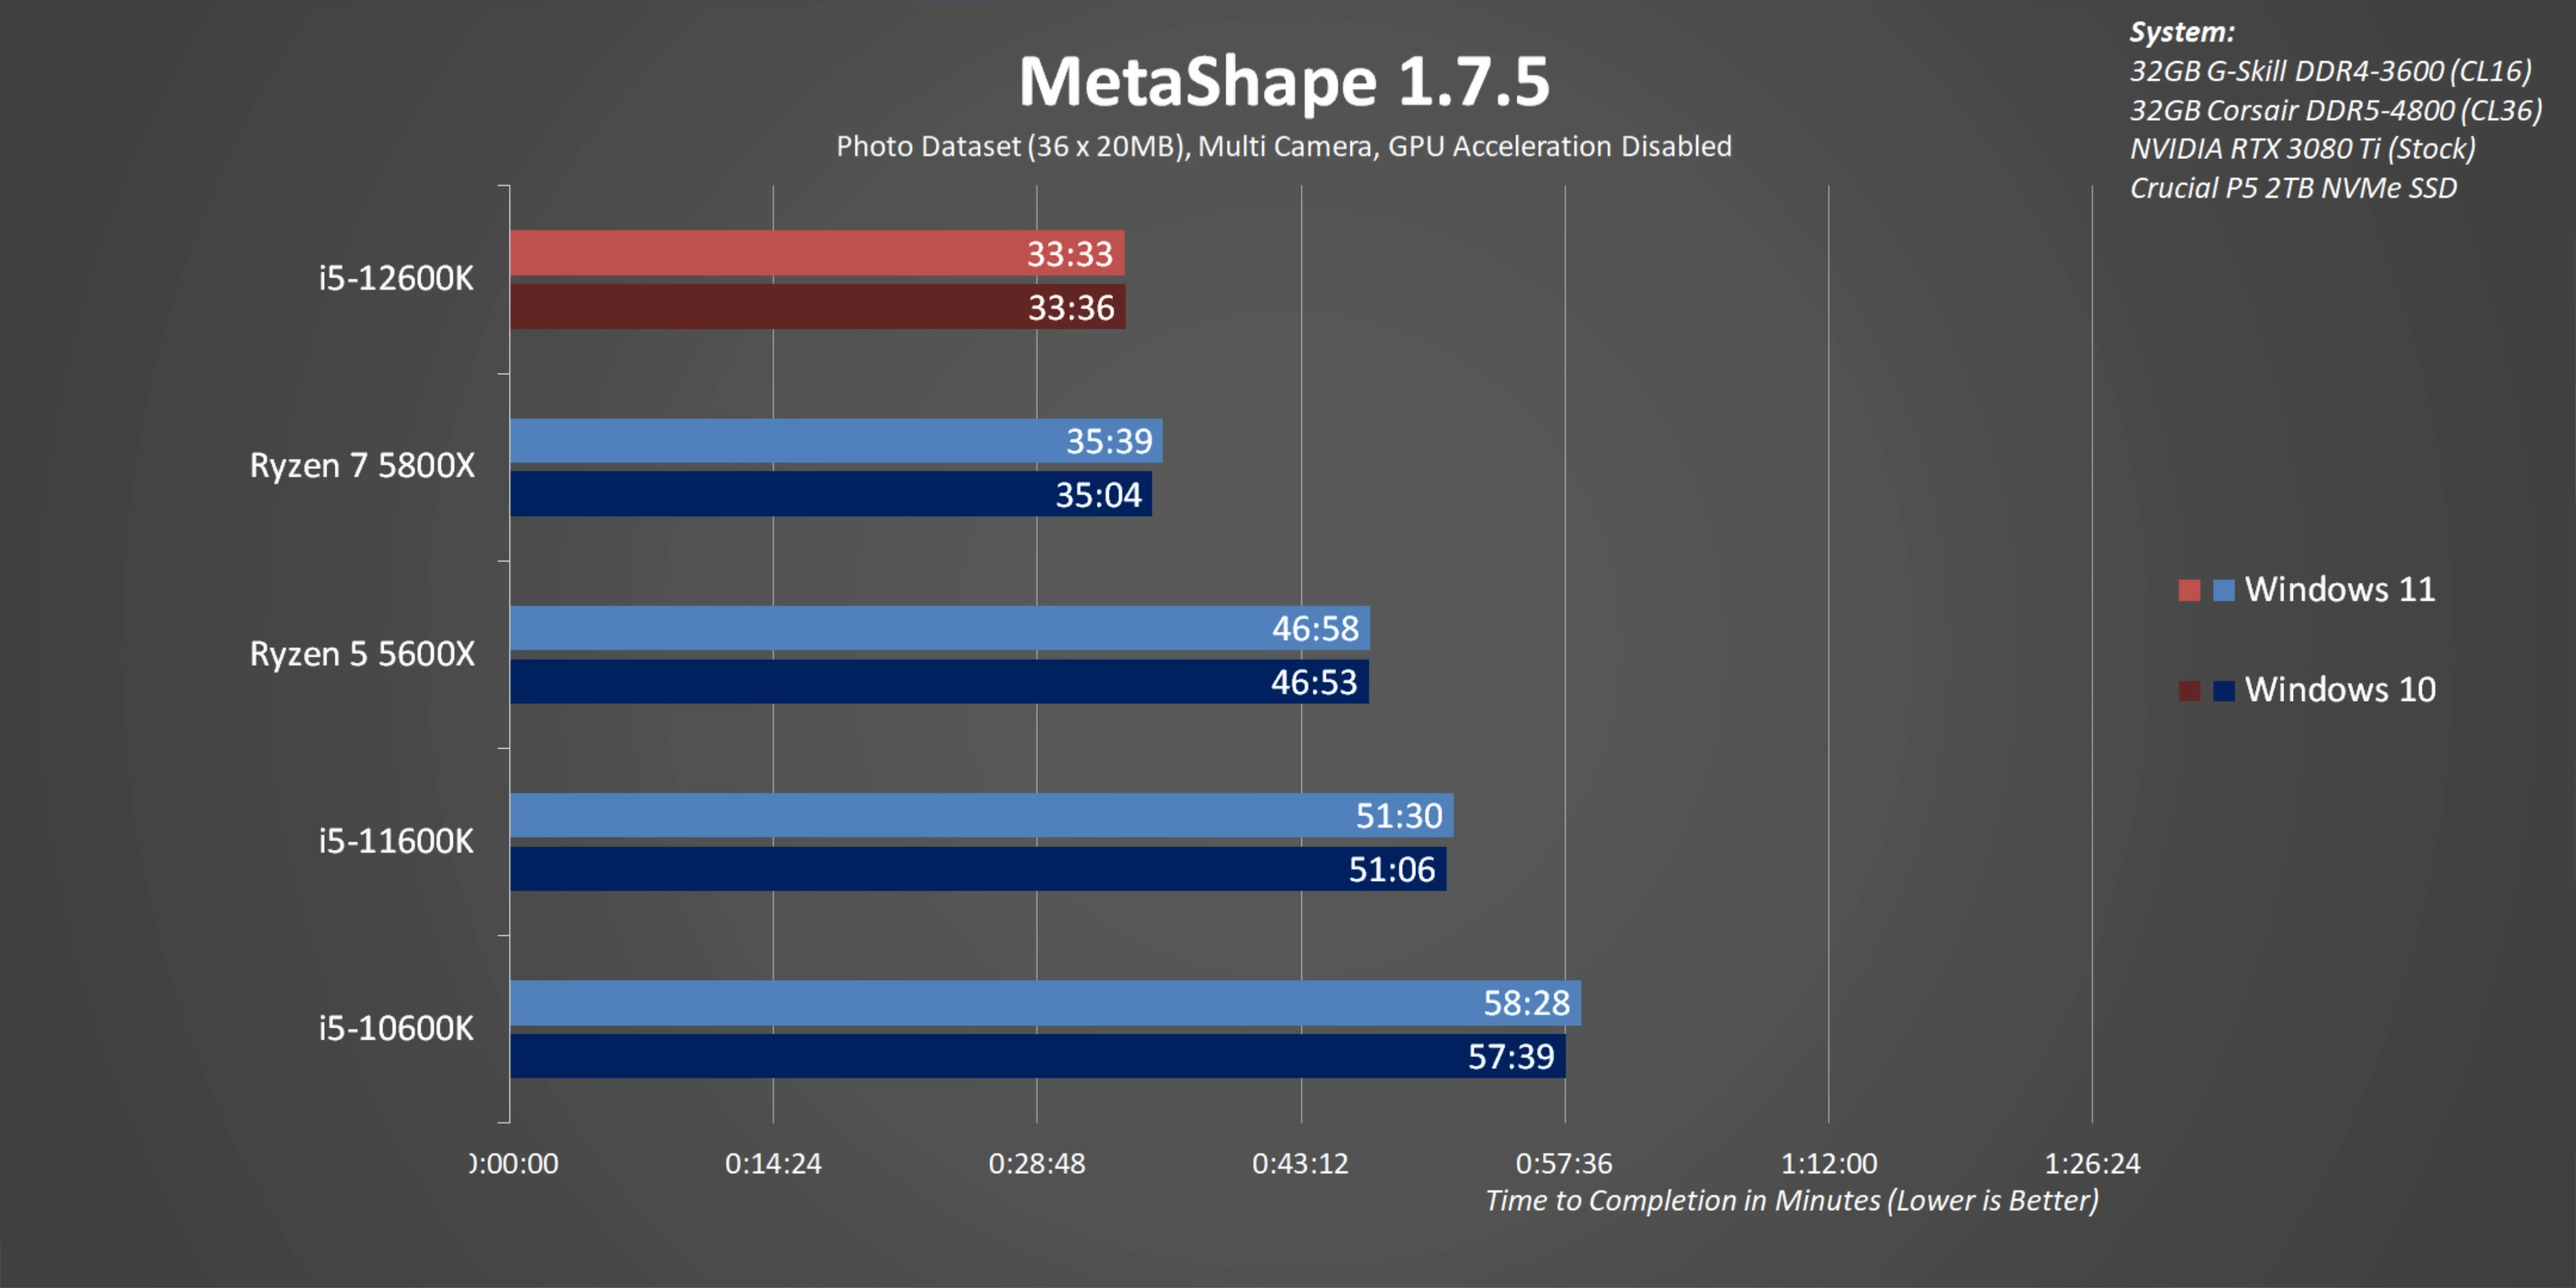 MetaShape 1.7.5
Photo Dataset (36 x 20MB), Multi Camera, GPU Acceleration Disabled
System:
32GB G-Skill DDR4-3600 (CL16)
32GB Corsair DDR5-4800 (CL36)
NVIDIA RTX 3080 Ti (Stock)
Crucial P5 2TB NVMe SSD
i5-12600K
33:33
33:36
Ryzen 7 5800X
35:39
35:04
Ryzen 5 5600X
46:58
46:53
i5-11600K
51:30
51:06
i5-10600K
58:28
57:39
Windows 11
Windows 10
0:00:00 0:14:24 0:28:48 0:43:12 0:57:36 1:12:00 1:26:24
Time to Completion in Minutes (Lower is Better)